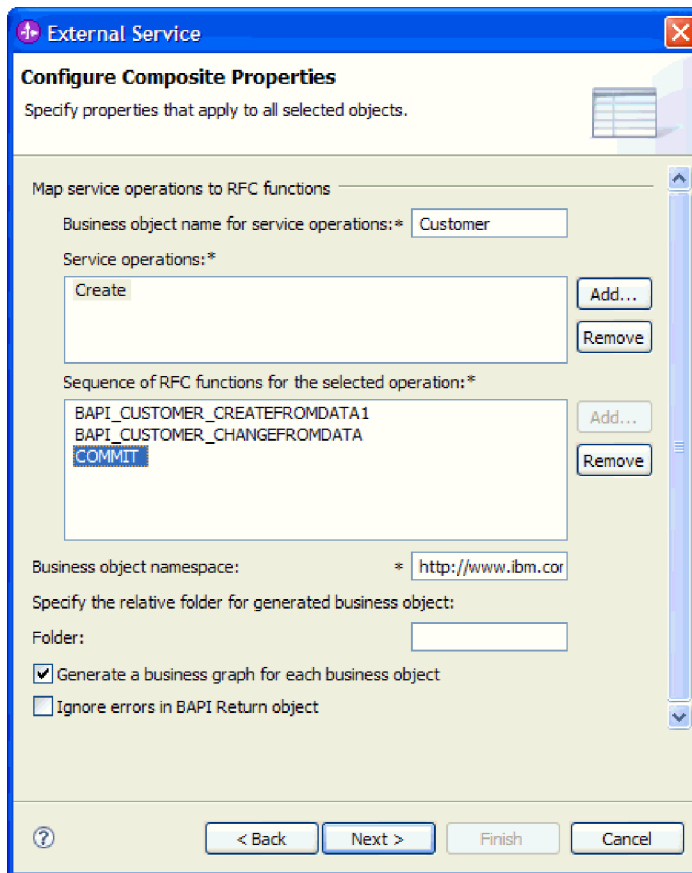 External Service
Configure Composite Properties
Specify properties that apply to all selected objects.
Map service operations to RFC functions
Business object name for service operations:* Customer
Service operations:*
Create
Add...
Remove
Sequence of RFC functions for the selected operation:*
BAPI_CUSTOMER_CREATEFROMDATA1
BAPI_CUSTOMER_CHANGEFROMDATA
COMMIT
Add...
Remove
Business object namespace: * http://www.ibm.cor
Specify the relative folder for generated business object:
Folder:
Generate a business graph for each business object
Ignore errors in BAPI Return object
? < Back Next > Finish Cancel